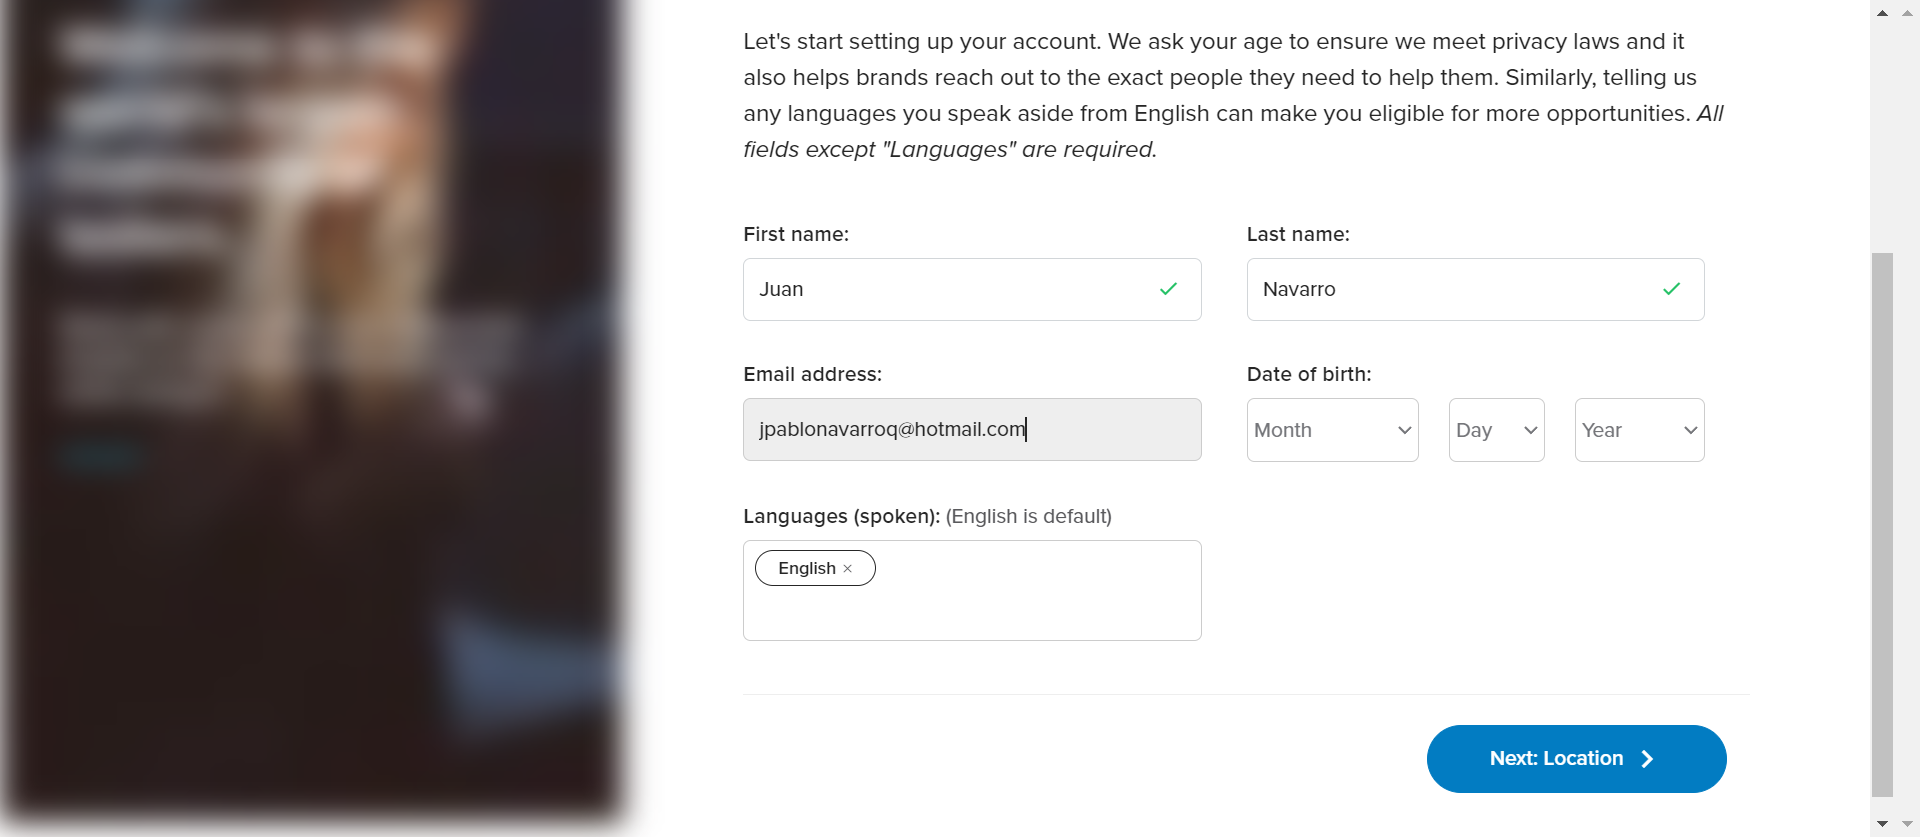 Let's start setting up your account. We ask your age to ensure we meet privacy laws and it
also helps brands reach out to the exact people they need to help them. Similarly, telling us
any languages you speak aside from English can make you eligible for more opportunities. All
fields except "Languages" are required.
First name:
Last name:
Juan
Navarro
Email address:
Date of birth:
jpablonavarroq@hotmail.com
Month
Day
Year
Languages (spoken): (English is default)
English ×
Next: Location